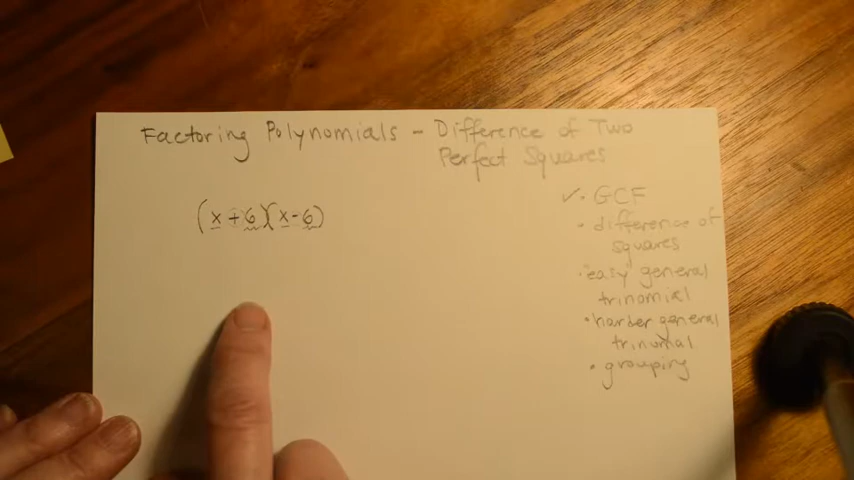 Factoring Polynomials - Difference of Two
Perfect Squares
(x + 6)(x - 6)
✓ • GCF
• difference of
squares
• "easy" general
trinomial
• harder general
trinomial
• grouping